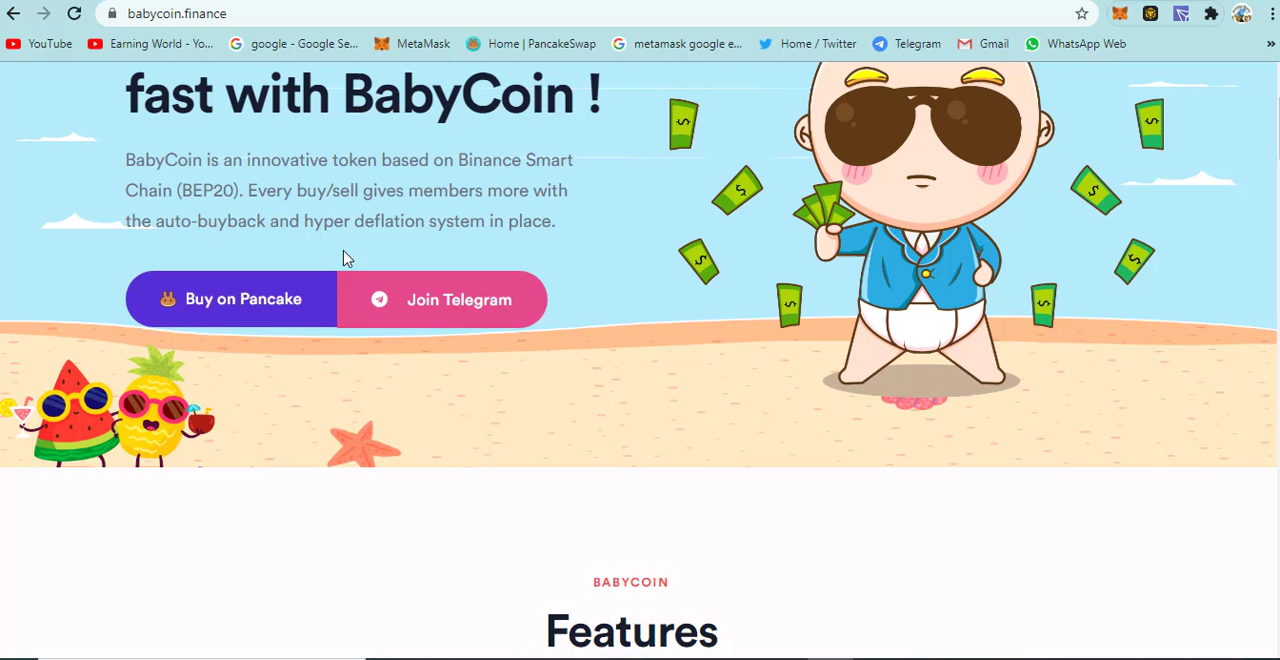 babycoin.finance
YouTube
Earning World - Yo...
google - Google Se...
MetaMask
Home | PancakeSwap
metamask google e...
Home / Twitter
Telegram
Gmail
WhatsApp Web
»
fast with BabyCoin !
BabyCoin is an innovative token based on Binance Smart
Chain (BEP20). Every buy/sell gives members more with
the auto-buyback and hyper deflation system in place.
Buy on Pancake
Join Telegram
BABYCOIN
Features